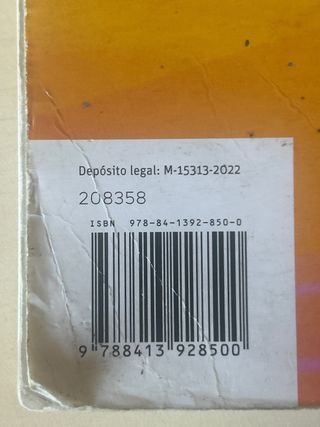 Depósito legal: M-15313-2022
208358
ISBN 978-84-1392-850-0
9 788413 928500